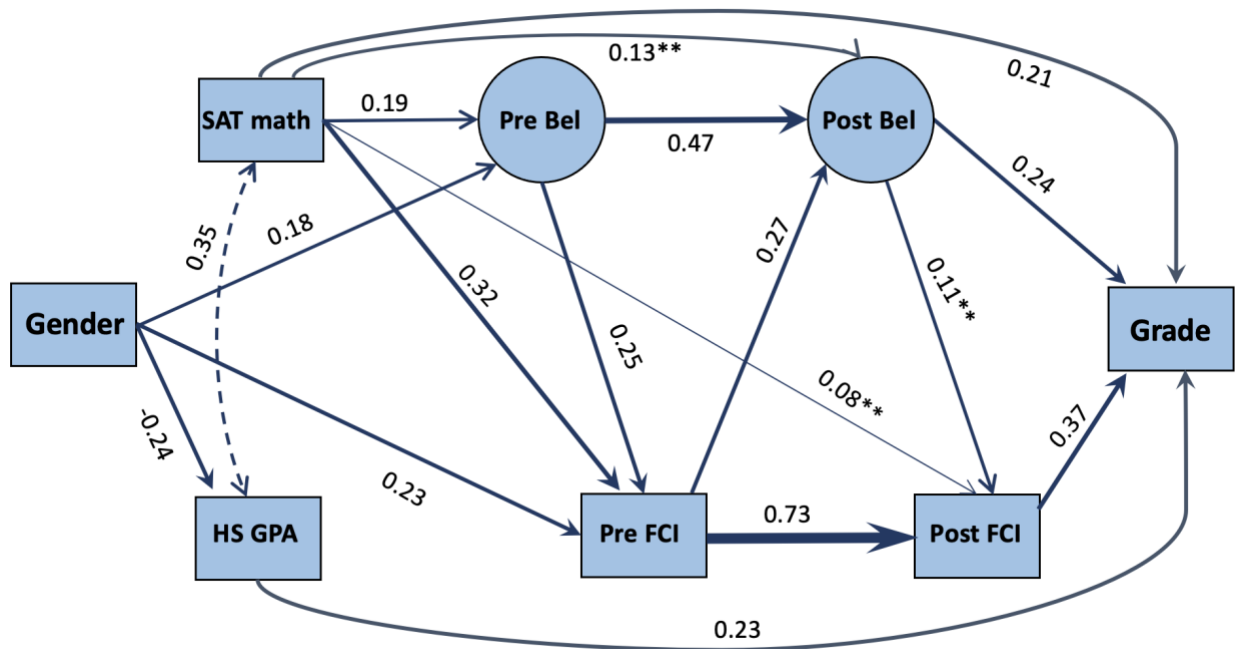 0.13**
0.21
SAT math
0.19
Pre Bel
0.47
Post Bel
0.24
0.18
0.35
0.27
0.32
0.11**
Gender
Grade
0.25
0.08**
-0.24
0.23
0.37
HS GPA
Pre FCI
0.73
Post FCI
0.23